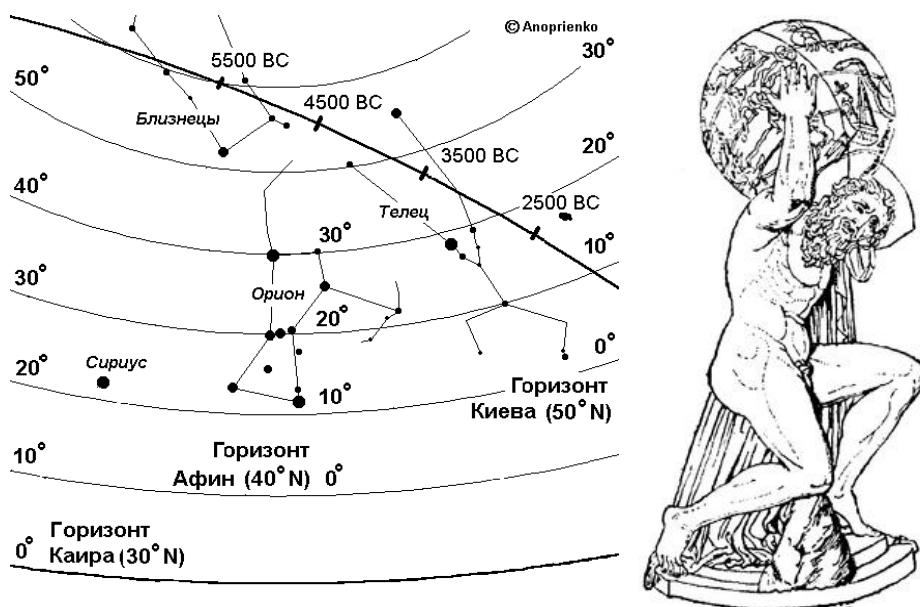 © Anoprienko
30°
5500 BC
50°
4500 BC
Близнецы
3500 BC
20°
40°
Телец
2500 BC
30°
10°
30°
Орион
20°
0°
Сириус
20°
10°
Горизонт
Киева (50°N)
Горизонт
Афин (40°N) 0°
10°
Горизонт
Каира (30°N)
0°